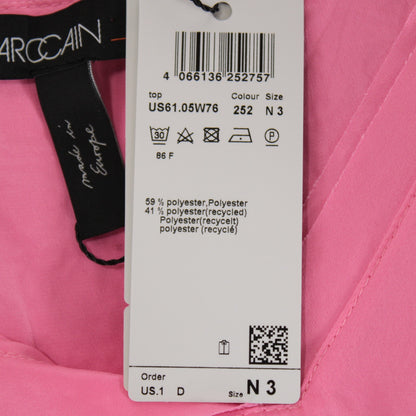 ARCCAIN
made in
Europe
4 066136 252757
top Colour Size
US61.05W76 252 N 3
30 P
86 F
59 % polyester,Polyester
41 % polyester(recycled)
Polyester(recycelt)
polyester (recyclé)
Order
US.1 D Size N 3